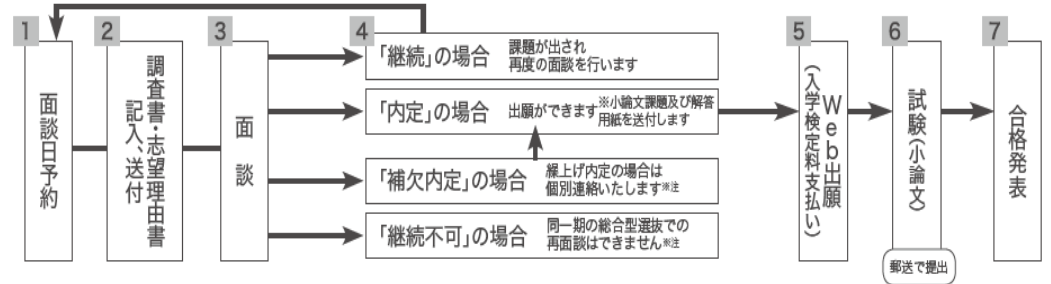 1
面談日予約
2
調査書・志望理由書
記入、送付
3
面談
4
「継続」の場合 課題が出され
再度の面談を行います
「内定」の場合 出願ができます ※小論文課題及び解答
用紙を送付します
「補欠内定」の場合 繰上げ内定の場合は
個別連絡いたします※注
「継続不可」の場合 同一期の総合型選抜での
再面談はできません※注
5
Web出願
(入学検定料支払い)
6
試験(小論文)
郵送で提出
7
合格発表